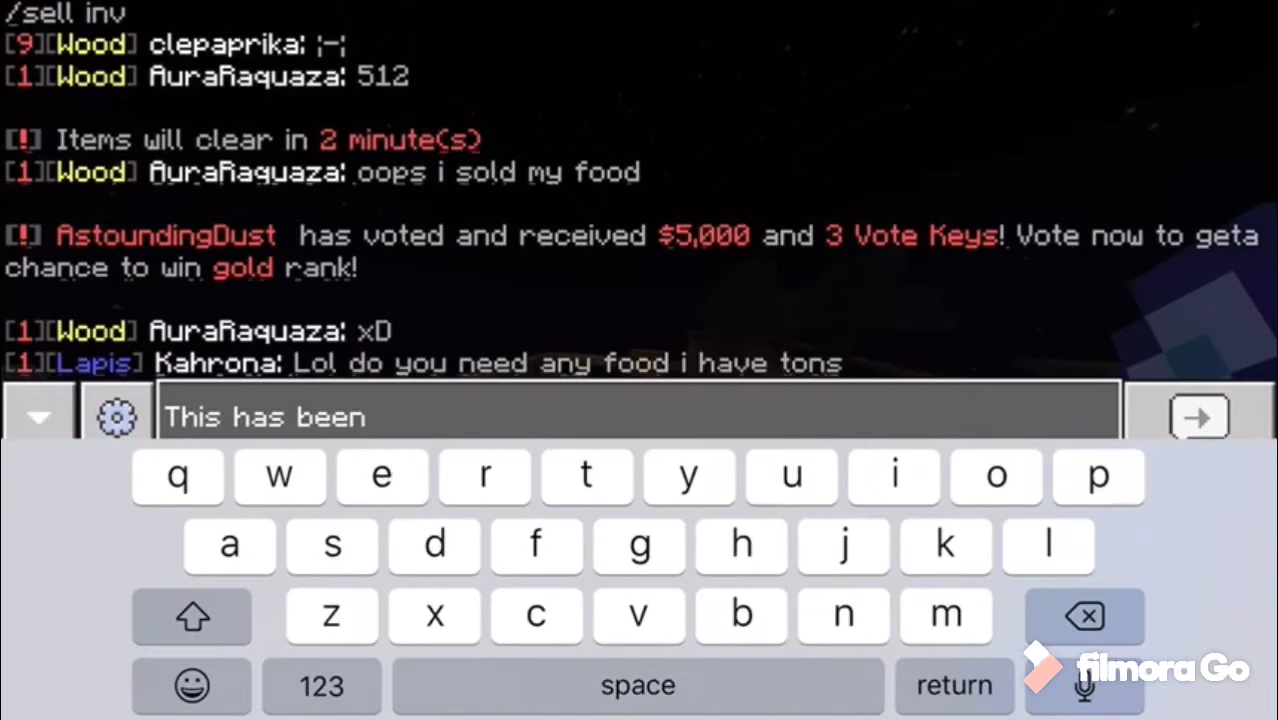 /sell inv
[9][Wood] clepaprika: ;-;
[1][Wood] AuraRaquaza: 512
[!] Items will clear in 2 minute(s)
[1][Wood] AuraRaquaza: oops i sold my food
[!] AstoundingDust has voted and received $5,000 and 3 Vote Keys! Vote now to geta
chance to win gold rank!
[1][Wood] AuraRaquaza: xD
[1][Lapis] Kahrona: Lol do you need any food i have tons
This has been
q w e r t y u i o p
a s d f g h j k l
z x c v b n m
123 space return
filmora Go